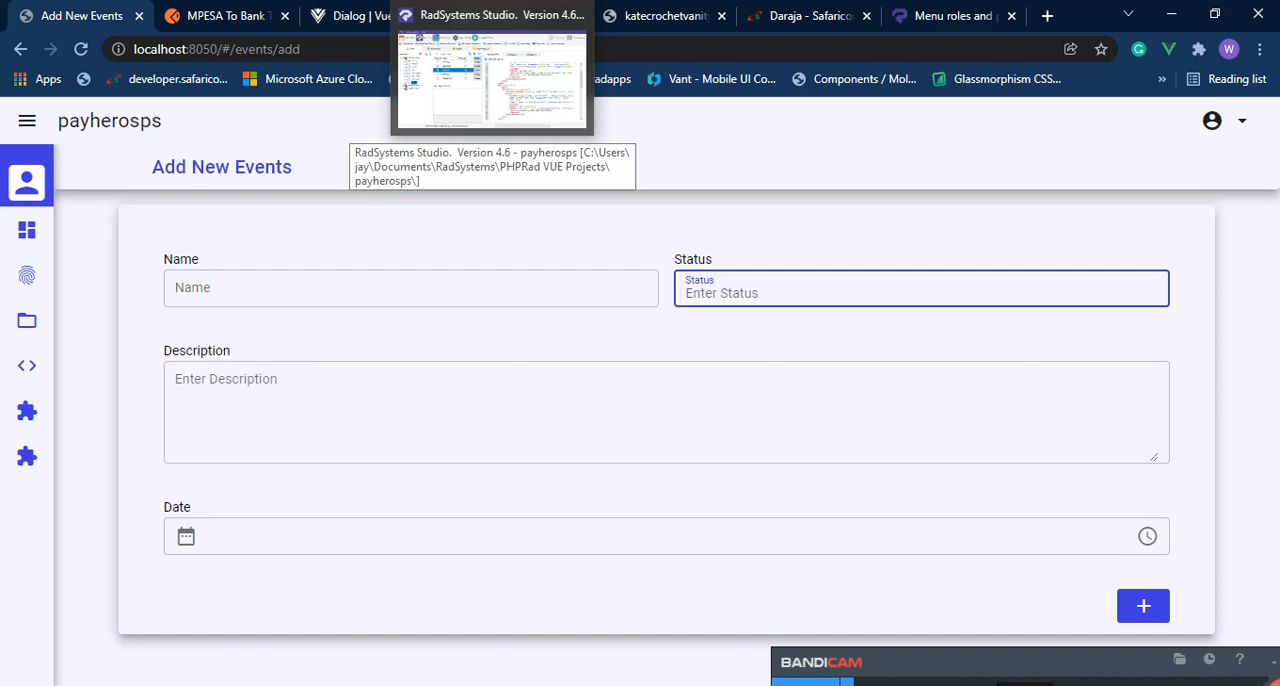 Add New Events
MPESA To Bank T
Dialog | Vue
RadSystems Studio. Version 4.6...
katecrochetvanity
Daraja - Safarico
Menu roles and p
localhost:8050/#/events/add
Apps
developer
Microsoft Azure Clo...
adapps
Vant - Mobile UI Co...
Components / Mol...
Glassmorphism CSS...
»
Reading list
payherosps
Add New Events
RadSystems Studio. Version 4.6 - payherosps [C:\Users\
jay\Documents\RadSystems\PHPRad VUE Projects\
payherosps\]
Name
Status
Name
Status
Enter Status
Description
Enter Description
Date
BANDICAM